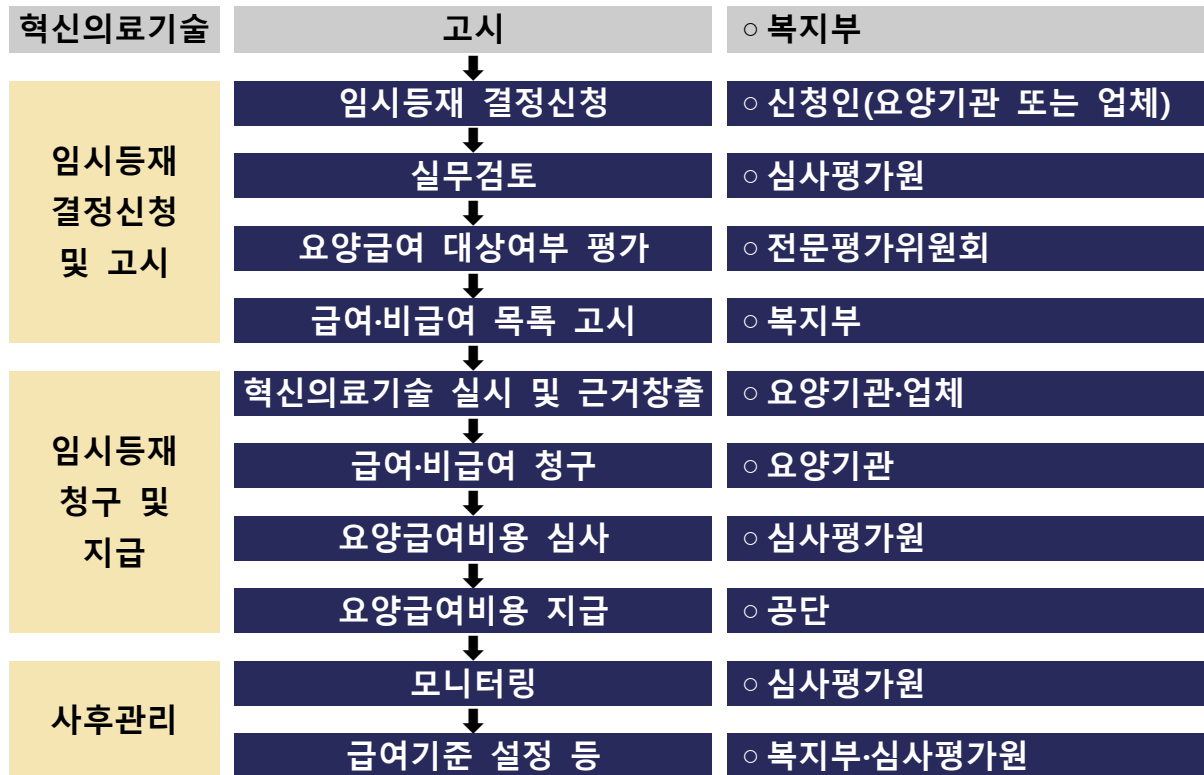 혁신의료기술 고시 ○ 복지부
임시등재 결정신청 ○ 신청인(요양기관 또는 업체)
임시등재
결정신청
및 고시
실무검토 ○ 심사평가원
요양급여 대상여부 평가 ○ 전문평가위원회
급여·비급여 목록 고시 ○ 복지부
혁신의료기술 실시 및 근거창출 ○ 요양기관·업체
임시등재
청구 및
지급
급여·비급여 청구 ○ 요양기관
요양급여비용 심사 ○ 심사평가원
요양급여비용 지급 ○ 공단
사후관리
모니터링 ○ 심사평가원
급여기준 설정 등 ○ 복지부·심사평가원